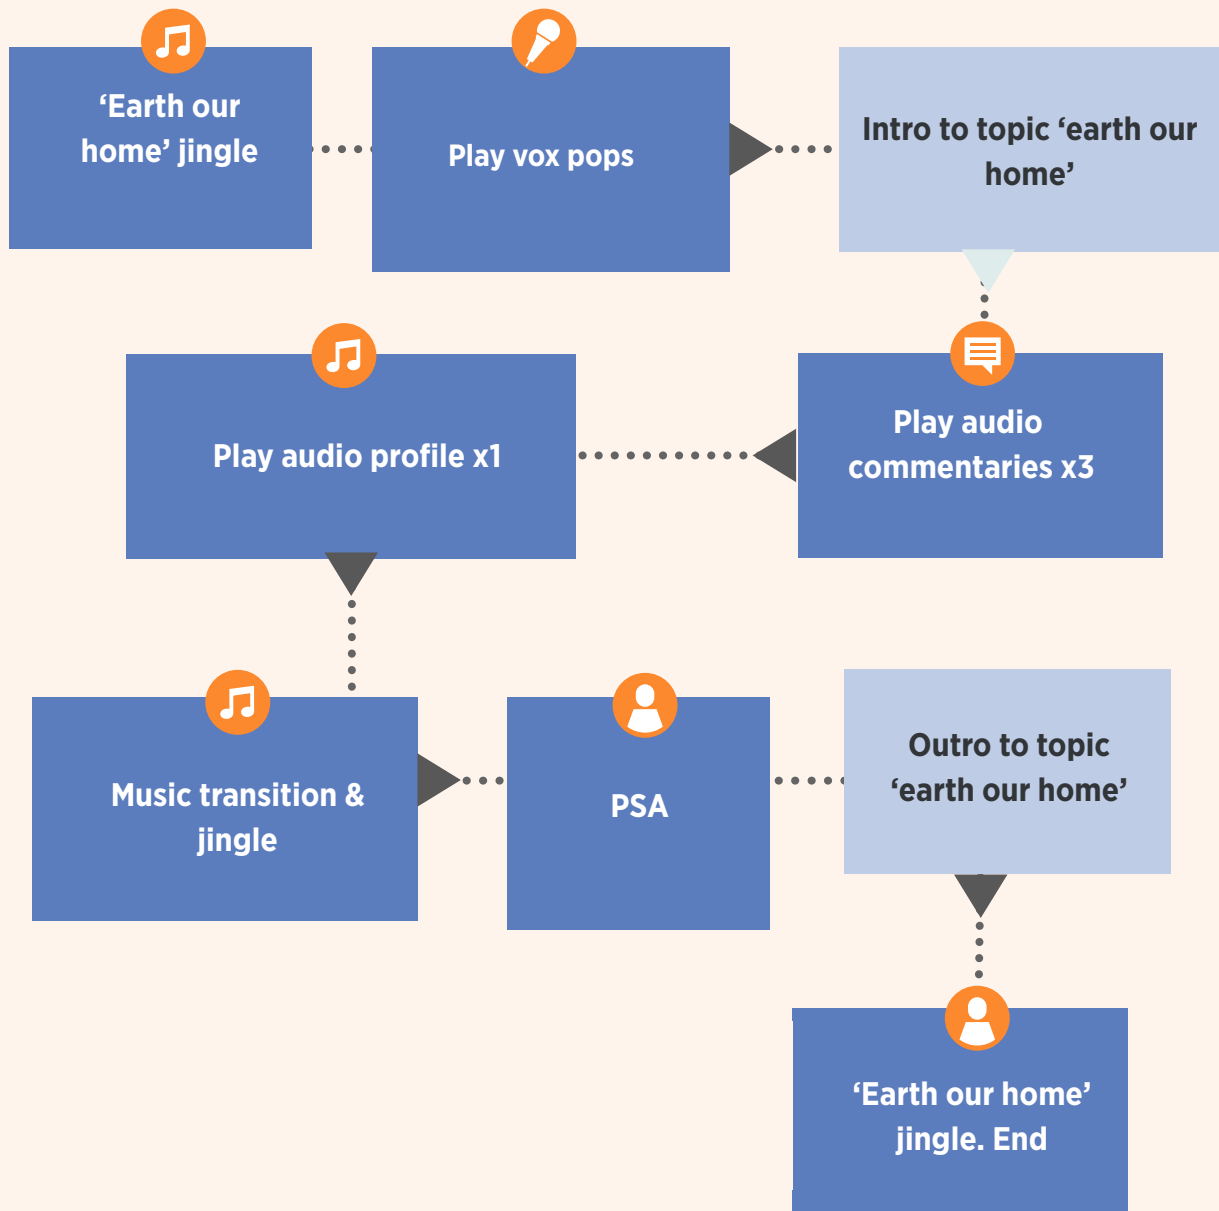 ‘Earth our
home’ jingle
Play vox pops
Intro to topic ‘earth our
home’
Play audio
commentaries x3
Play audio profile x1
Music transition &
jingle
PSA
Outro to topic
‘earth our home’
‘Earth our home’
jingle. End